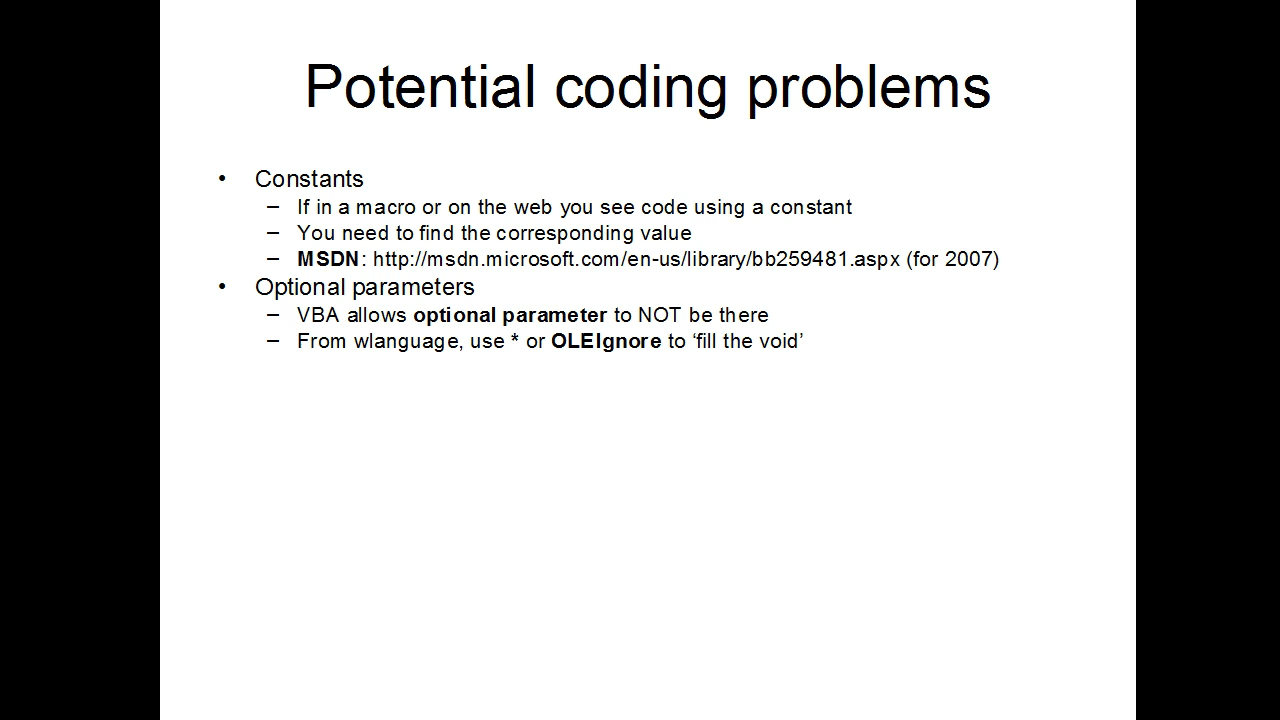 Potential coding problems
• Constants
– If in a macro or on the web you see code using a constant
– You need to find the corresponding value
– MSDN: http://msdn.microsoft.com/en-us/library/bb259481.aspx (for 2007)
• Optional parameters
– VBA allows optional parameter to NOT be there
– From wlanguage, use * or OLEIgnore to ‘fill the void’